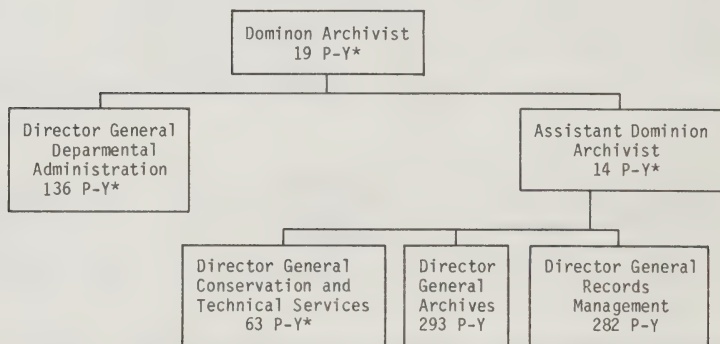 Dominon Archivist
19 P-Y*
Director General
Deparmental
Administration
136 P-Y*
Assistant Dominion
Archivist
14 P-Y*
Director General
Conservation and
Technical Services
63 P-Y*
Director
General
Archives
293 P-Y
Director General
Records
Management
282 P-Y